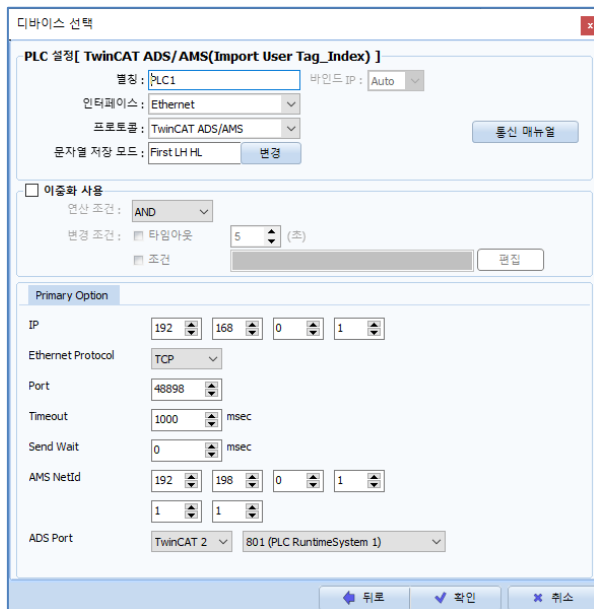 디바이스 선택
PLC 설정[ TwinCAT ADS/AMS(Import User Tag_Index) ]
별칭 : PLC1 바인드 IP : Auto
인터페이스 : Ethernet
프로토콜 : TwinCAT ADS/AMS 통신 매뉴얼
문자열 저장 모드 : First LH HL 변경
이중화 사용
연산 조건 : AND
변경 조건 : 타임아웃 5 (초)
조건 편집
Primary Option
IP 192 168 0 1
Ethernet Protocol TCP
Port 48898
Timeout 1000 msec
Send Wait 0 msec
AMS NetId 192 198 0 1
1 1
ADS Port TwinCAT 2 801 (PLC RuntimeSystem 1)
뒤로 확인 취소